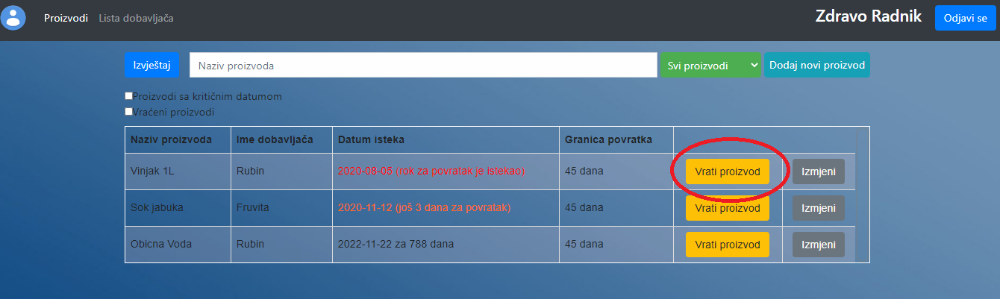 Proizvodi Lista dobavljača Zdravo Radnik Odjavi se
Izvještaj Naziv proizvoda Svi proizvodi Dodaj novi proizvod
Proizvodi sa kritičnim datumom
Vraćeni proizvodi
Naziv proizvoda Ime dobavljača Datum isteka Granica povratka
Vinjak 1L Rubin 2020-08-05 (rok za povratak je istekao) 45 dana Vrati proizvod Izmjeni
Sok jabuka Fruvita 2020-11-12 (još 3 dana za povratak) 45 dana Vrati proizvod Izmjeni
Obicna Voda Rubin 2022-11-22 za 788 dana 45 dana Vrati proizvod Izmjeni